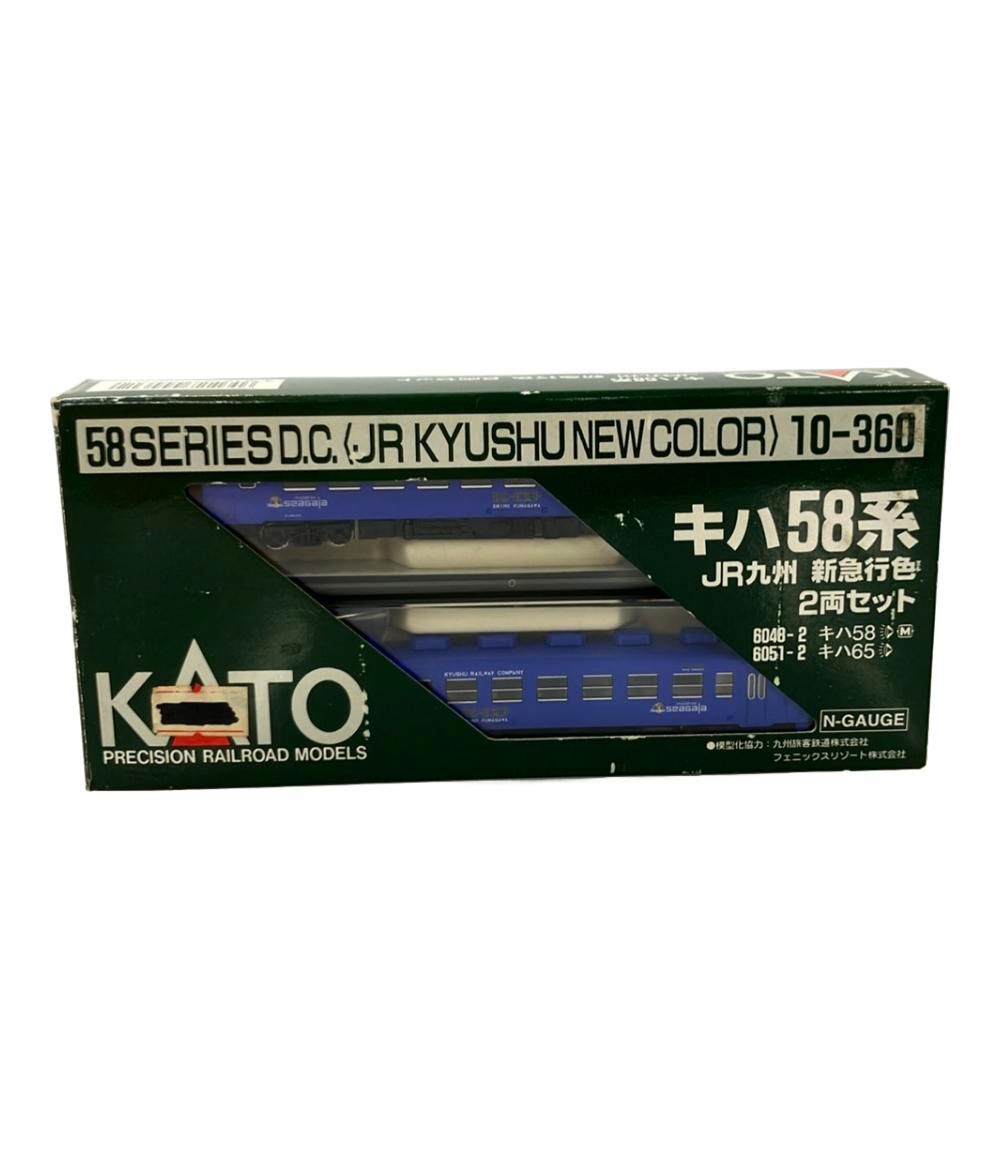 KATO
58 SERIES D.C.〈JR KYUSHU NEW COLOR〉 10-360
seagaia
EBINO KUMAGAWA
キハ58系
JR九州 新急行色
2両セット
6048-2 キハ58 M
6051-2 キハ65
KYUSHU RAILWAY COMPANY
seagaia
KATO
PRECISION RAILROAD MODELS
N-GAUGE
●模型化協力:九州旅客鉄道株式会社
フェニックスリゾート株式会社